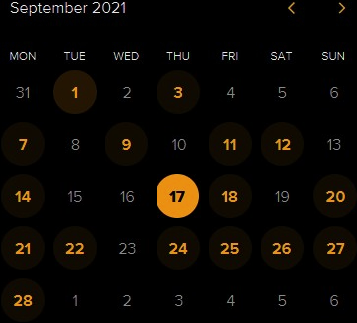 September 2021
MON TUE WED THU FRI SAT SUN
31 1 2 3 4 5 6
7 8 9 10 11 12 13
14 15 16 17 18 19 20
21 22 23 24 25 26 27
28 1 2 3 4 5 6